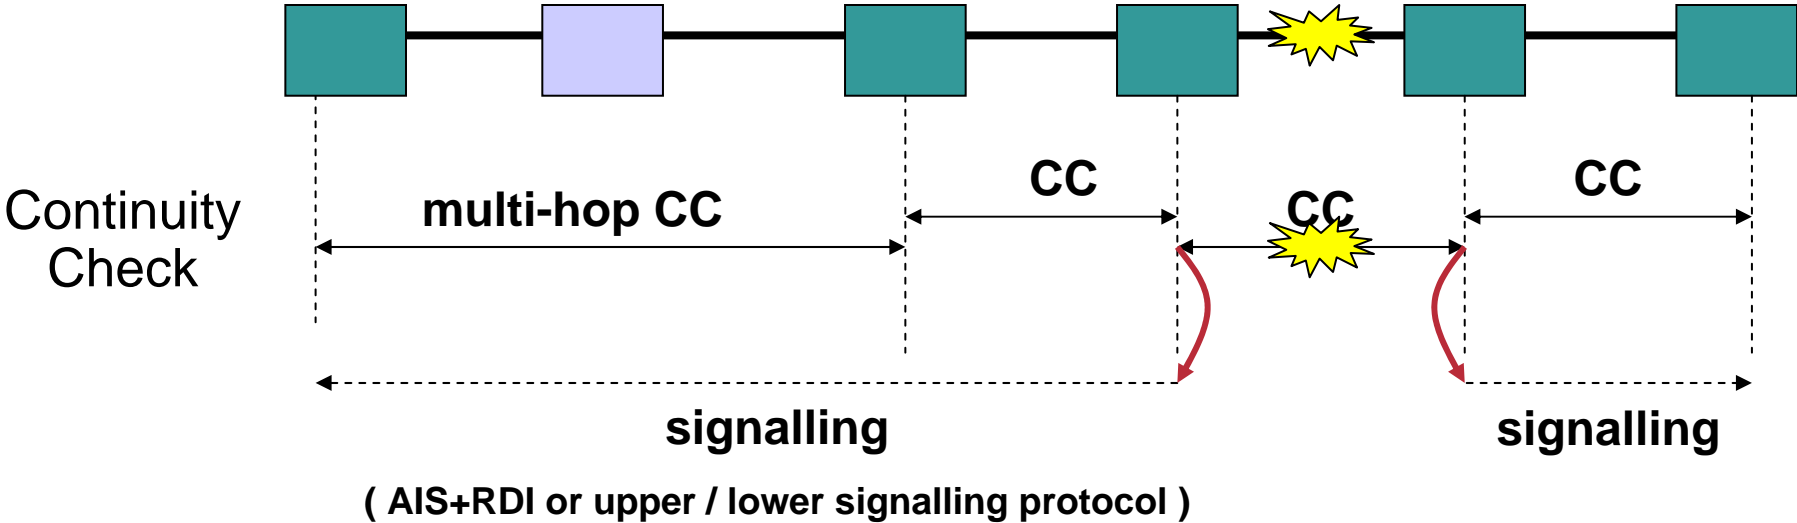 CC
CC
Continuity
Check
multi-hop CC
CC
signalling
signalling
( AIS+RDI or upper / lower signalling protocol )